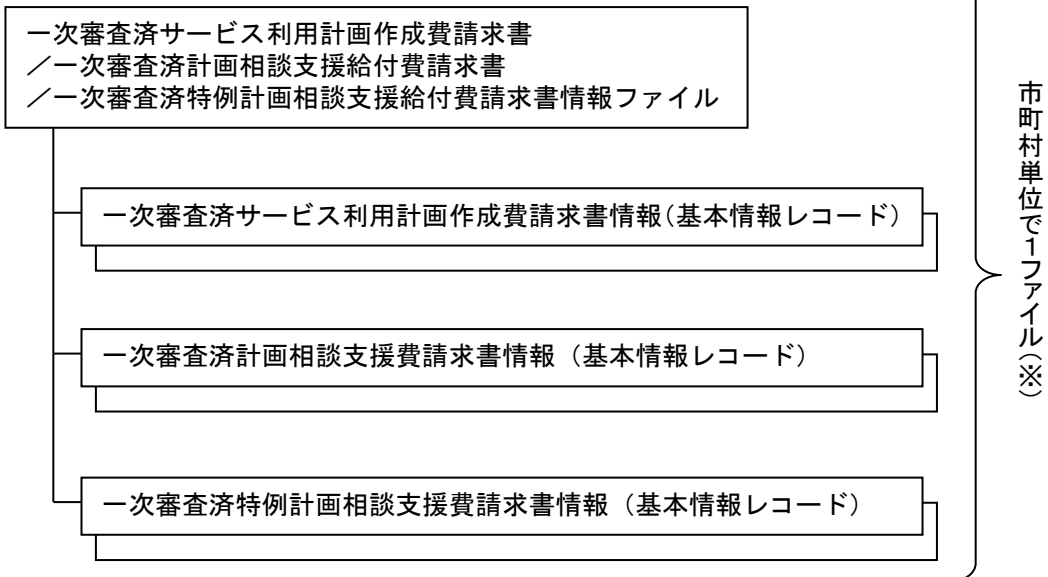 一次審査済サービス利用計画作成費請求書
／一次審査済計画相談支援給付費請求書
／一次審査済特例計画相談支援給付費請求書情報ファイル
一次審査済サービス利用計画作成費請求書情報（基本情報レコード）
一次審査済計画相談支援費請求書情報（基本情報レコード）
一次審査済特例計画相談支援費請求書情報（基本情報レコード）
市町村単位で１ファイル（※）